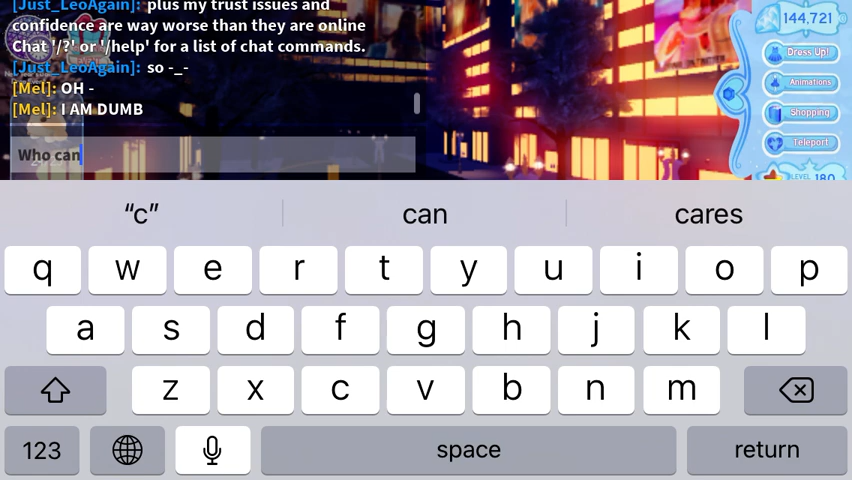 [Just_LeoAgain]: plus my trust issues and
confidence are way worse than they are online
Chat '/?' or '/help' for a list of chat commands.
[Just_LeoAgain]: so -_-
[Mel]: OH -
[Mel]: I AM DUMB
Who can
144,721
Dress Up!
Animations
Shopping
Teleport
LEVEL 180
“c” can cares
q w e r t y u i o p
a s d f g h j k l
z x c v b n m
123 space return